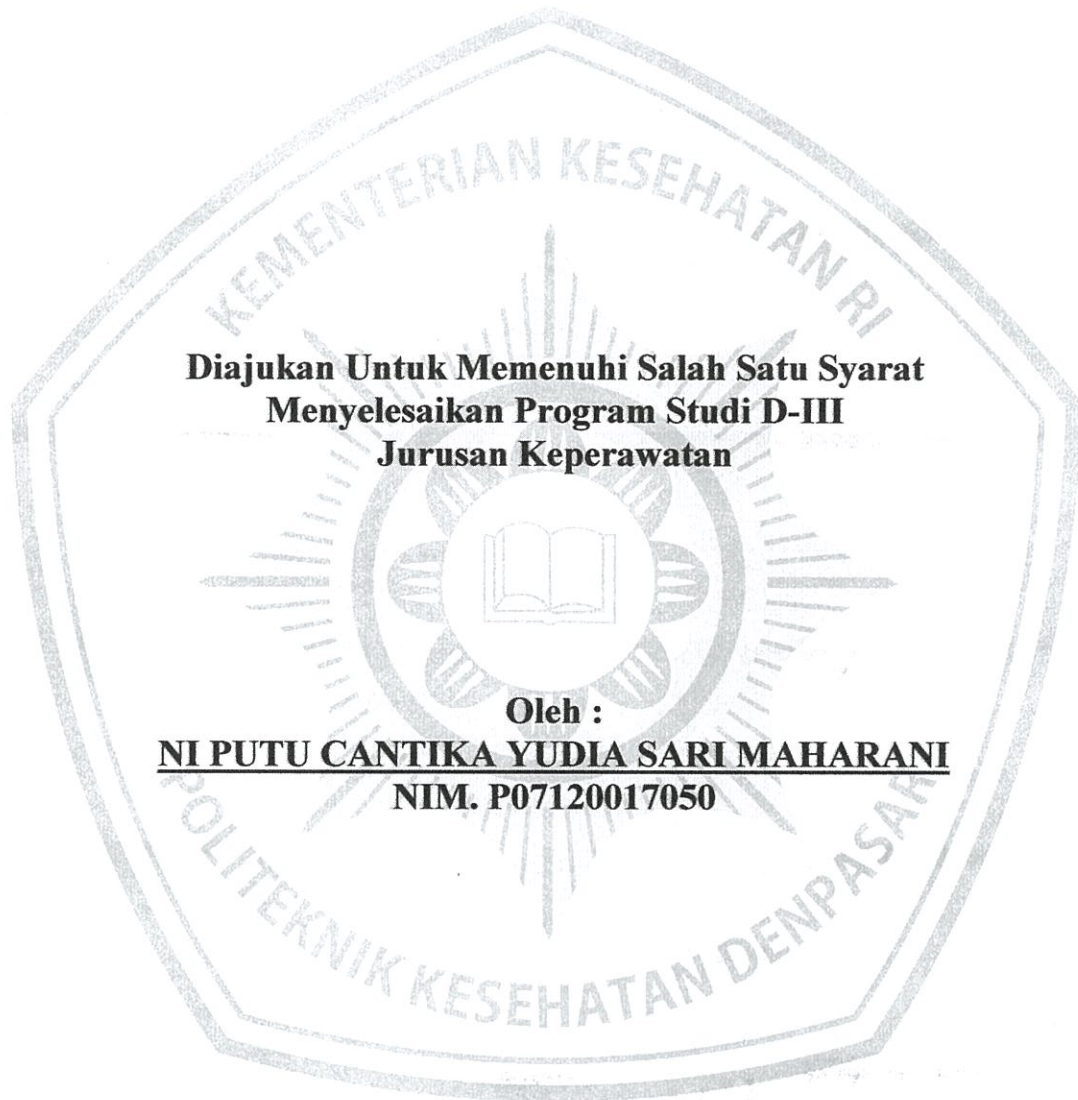 KEMENTERIAN KESEHATAN RI
Diajukan Untuk Memenuhi Salah Satu Syarat
Menyelesaikan Program Studi D-III
Jurusan Keperawatan
Oleh :
NI PUTU CANTIKA YUDIA SARI MAHARANI
NIM. P07120017050
POLITEKNIK KESEHATAN DENPASAR